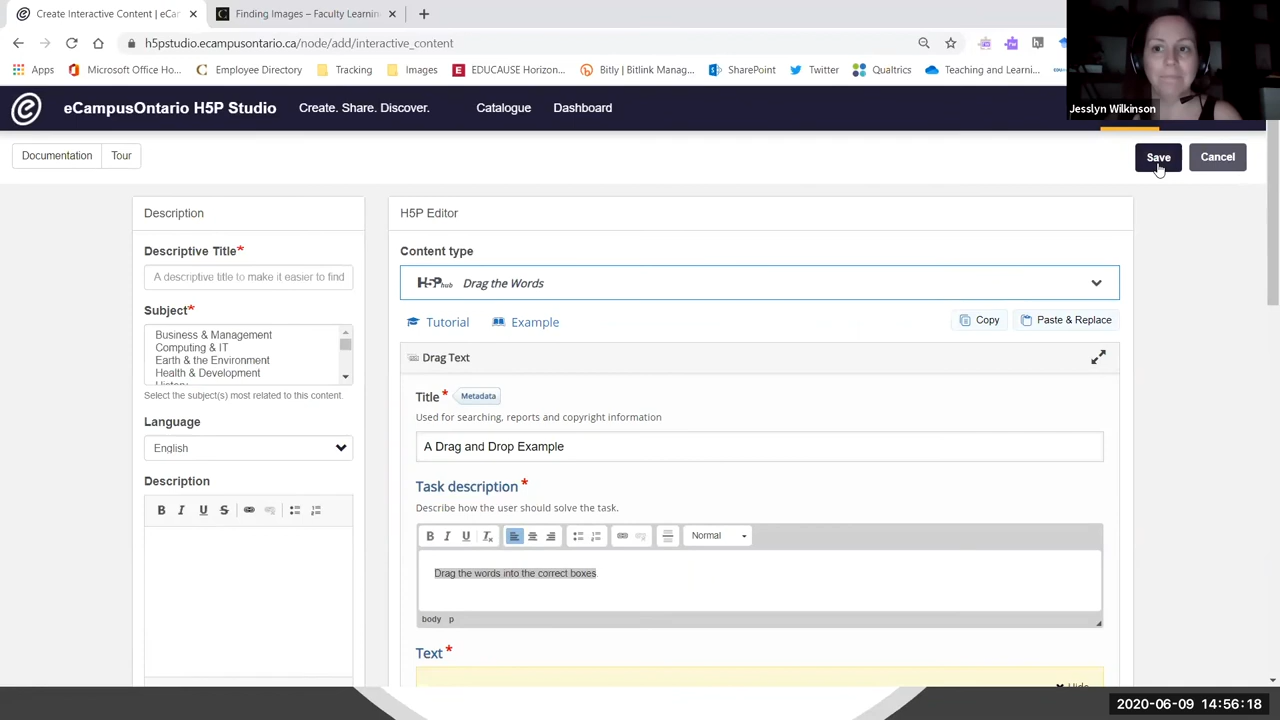 Create Interactive Content | eCar
Finding Images – Faculty Learning
h5pstudio.ecampusontario.ca/node/add/interactive_content
Apps
Microsoft Office Ho...
Employee Directory
Tracking
Images
EDUCAUSE Horizon...
Bitly | Bitlink Manag...
SharePoint
Twitter
Qualtrics
Teaching and Learni...
Jesslyn Wilkinson
eCampusOntario H5P Studio
Create. Share. Discover.
Catalogue
Dashboard
Documentation
Tour
Save
Cancel
Description
Descriptive Title*
A descriptive title to make it easier to find
Subject*
Business & Management
Computing & IT
Earth & the Environment
Health & Development
Select the subject(s) most related to this content.
Language
English
Description
H5P Editor
Content type
H5P hub Drag the Words
Tutorial
Example
Copy
Paste & Replace
Drag Text
Title* Metadata
Used for searching, reports and copyright information
A Drag and Drop Example
Task description *
Describe how the user should solve the task.
Normal
Drag the words into the correct boxes
body p
Text *
2020-06-09 14:56:18